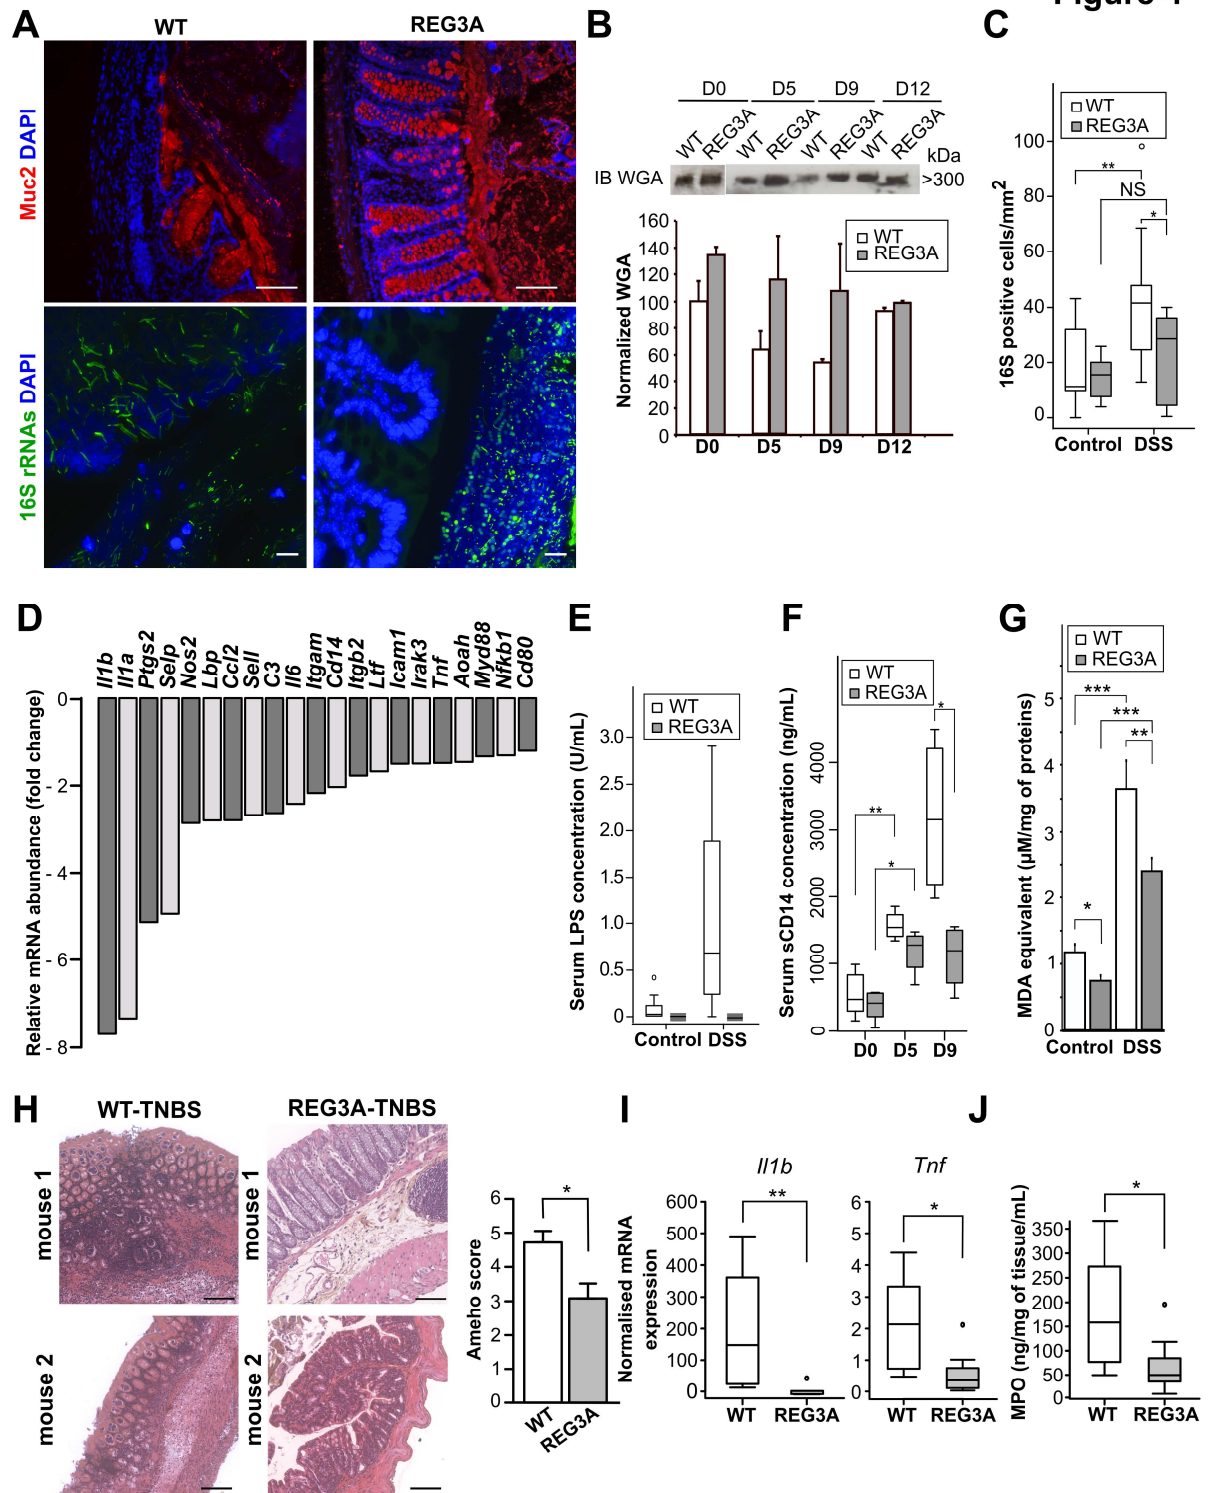 A
WT
REG3A
Muc2 DAPI
16S rRNAs DAPI
B
D0 D5 D9 D12
WT REG3A WT REG3A WT REG3A WT REG3A
kDa
IB WGA >300
Normalized WGA
160
140
120
100
80
60
40
20
0
WT
REG3A
D0 D5 D9 D12
C
16S positive cells/mm2
WT
REG3A
100
80
60
40
20
0
**
NS
*
Control DSS
D
Relative mRNA abundance (fold change)
Il1b Il1a Ptgs2 Selp Nos2 Lbp Ccl2 Sell C3 Il6 Itgam Cd14 Itgb2 Ltf Icam1 Irak3 Tnf Aoah Myd88 Nfkb1 Cd80
0
- 2
- 4
- 6
- 8
E
Serum LPS concentration (U/mL)
WT
REG3A
3.0
2.0
1.5
1.0
0.5
0
Control DSS
F
Serum sCD14 concentration (ng/mL)
WT
REG3A
4000
3000
2000
1000
0
**
*
*
D0 D5 D9
G
MDA equivalent (µM/mg of proteins)
WT
REG3A
5
4
3
2
1
0
***
***
**
*
Control DSS
H
WT-TNBS
REG3A-TNBS
mouse 1
mouse 1
mouse 2
mouse 2
Ameho score
6
5
4
3
2
1
0
*
WT
REG3A
I
Normalised mRNA
expression
Il1b
600
500
400
300
200
100
0
**
WT REG3A
Tnf
6
5
4
3
2
1
0
*
WT REG3A
J
MPO (ng/mg of tissue/mL)
350
300
250
200
150
100
50
0
*
WT REG3A